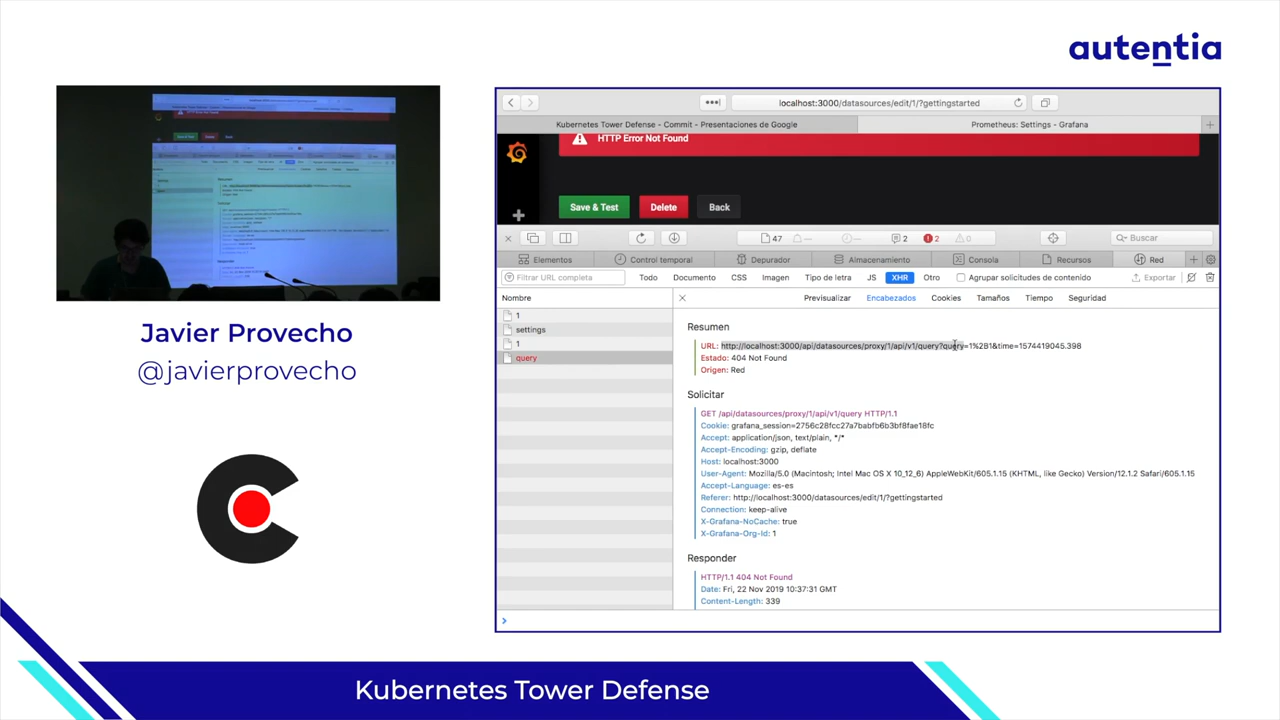 autentia
localhost:3000/datasources/edit/1/?gettingstarted
Kubernetes Tower Defense - Commit - Presentaciones de Google
Prometheus: Settings - Grafana
HTTP Error Not Found
Save & Test Delete Back
47 — — 2 2 0 Buscar
Elementos Control temporal Depurador Almacenamiento Consola Recursos Red
Filtrar URL completa Todo Documento CSS Imagen Tipo de letra JS XHR Otro Agrupar solicitudes de contenido Exportar
Nombre Previsualizar Encabezados Cookies Tamaños Tiempo Seguridad
1
settings
1
query
Resumen
URL: http://localhost:3000/api/datasources/proxy/1/api/v1/query?query=1%2B1&time=1574419045.398
Estado: 404 Not Found
Origen: Red
Solicitar
GET /api/datasources/proxy/1/api/v1/query HTTP/1.1
Cookie: grafana_session=2756c28fcc27a7babfb6b3bf8fae18fc
Accept: application/json, text/plain, */*
Accept-Encoding: gzip, deflate
Host: localhost:3000
User-Agent: Mozilla/5.0 (Macintosh; Intel Mac OS X 10_12_6) AppleWebKit/605.1.15 (KHTML, like Gecko) Version/12.1.2 Safari/605.1.15
Accept-Language: es-es
Referer: http://localhost:3000/datasources/edit/1/?gettingstarted
Connection: keep-alive
X-Grafana-NoCache: true
X-Grafana-Org-Id: 1
Responder
HTTP/1.1 404 Not Found
Date: Fri, 22 Nov 2019 10:37:31 GMT
Content-Length: 339
Javier Provecho
@javierprovecho
Kubernetes Tower Defense